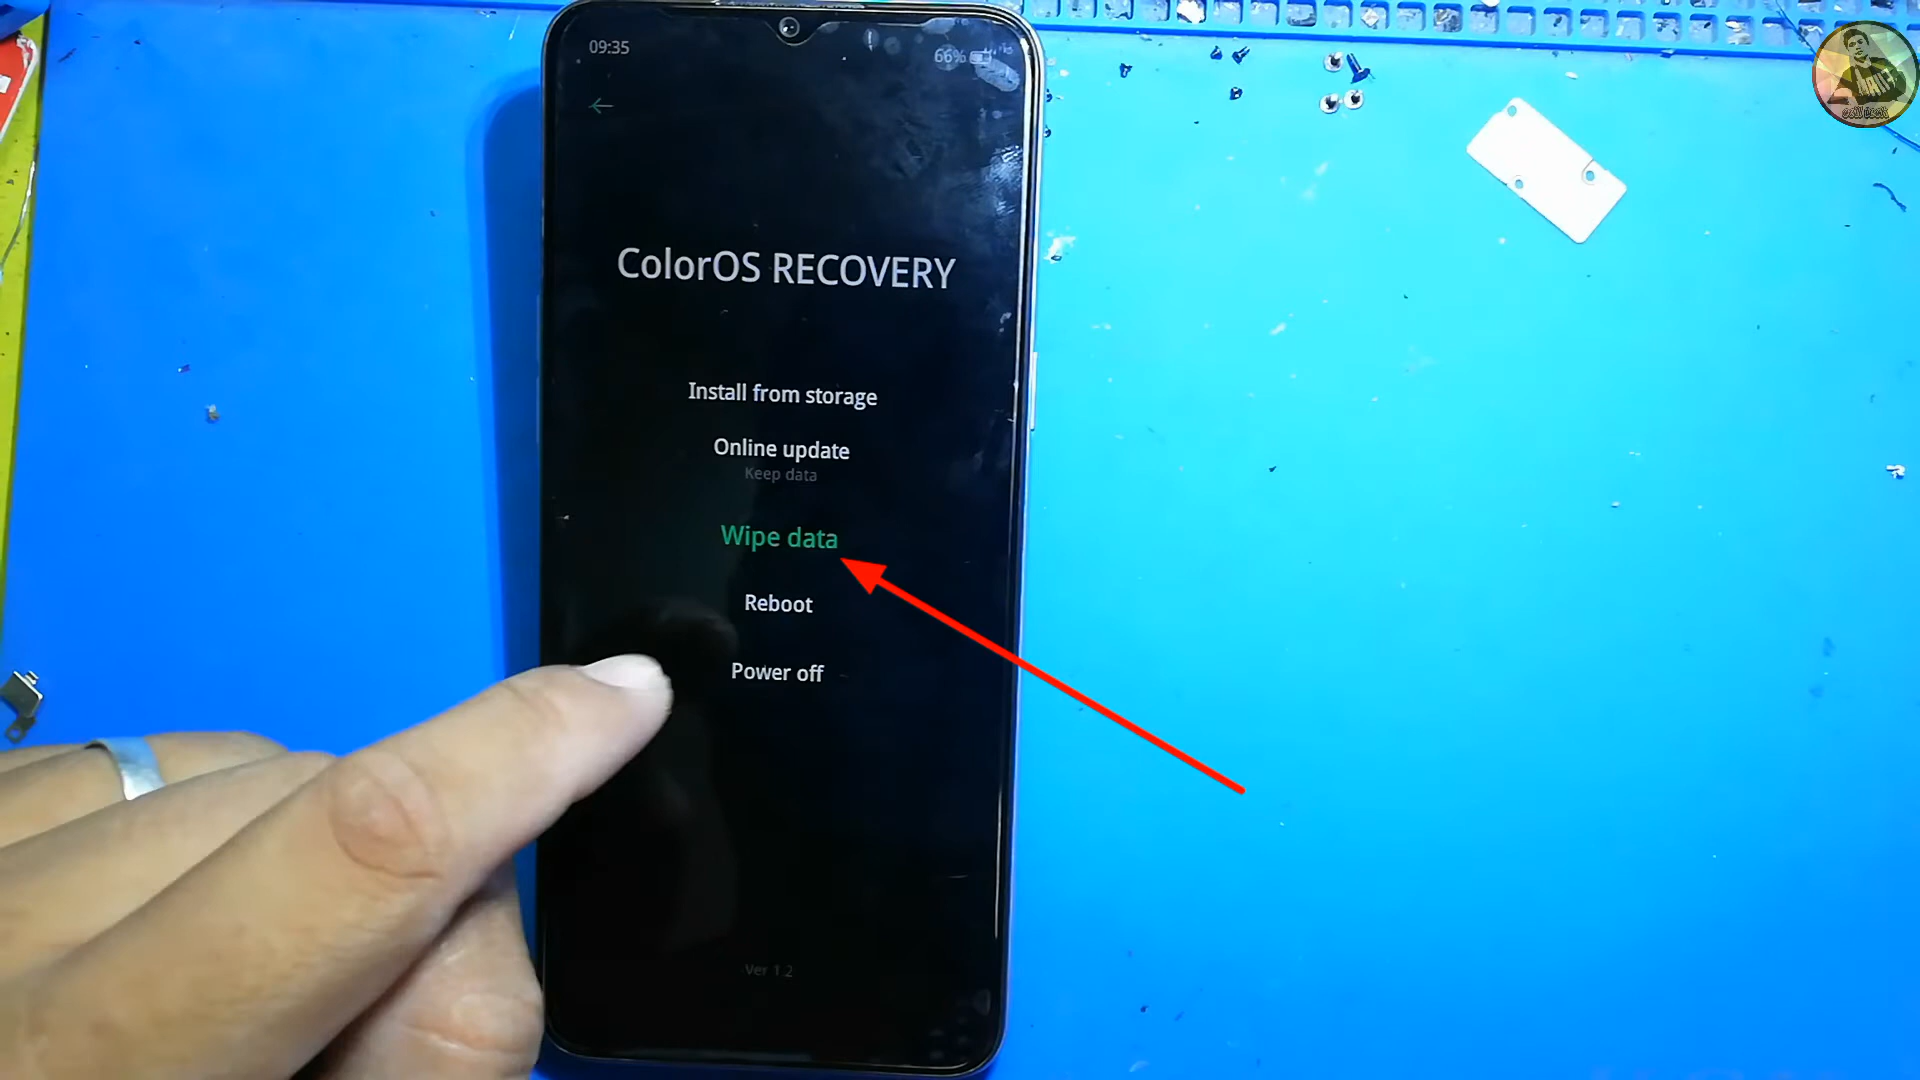 09:35
66%
ColorOS RECOVERY
Install from storage
Online update
Keep data
Wipe data
Reboot
Power off
Ver 1.2